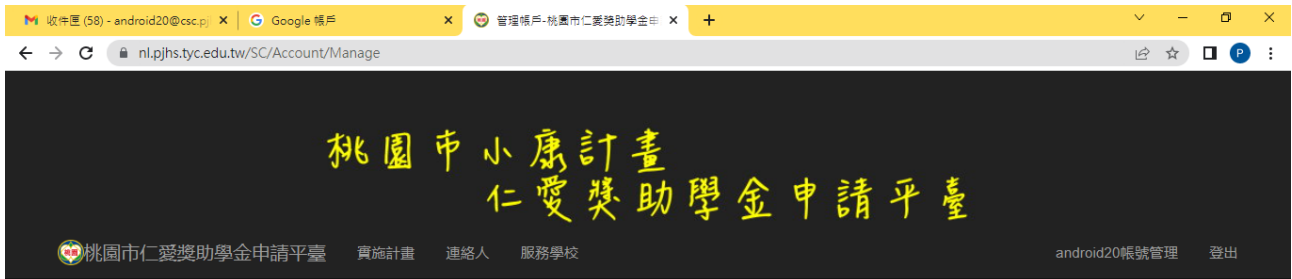 收件匣 (58) - android20@csc.pj
Google 帳戶
管理帳戶-桃園市仁愛獎助學金申
nl.pjhs.tyc.edu.tw/SC/Account/Manage
P
桃園市小康計畫
仁愛獎助學金申請平臺
桃園市仁愛獎助學金申請平臺 實施計畫 連絡人 服務學校 android20帳號管理 登出